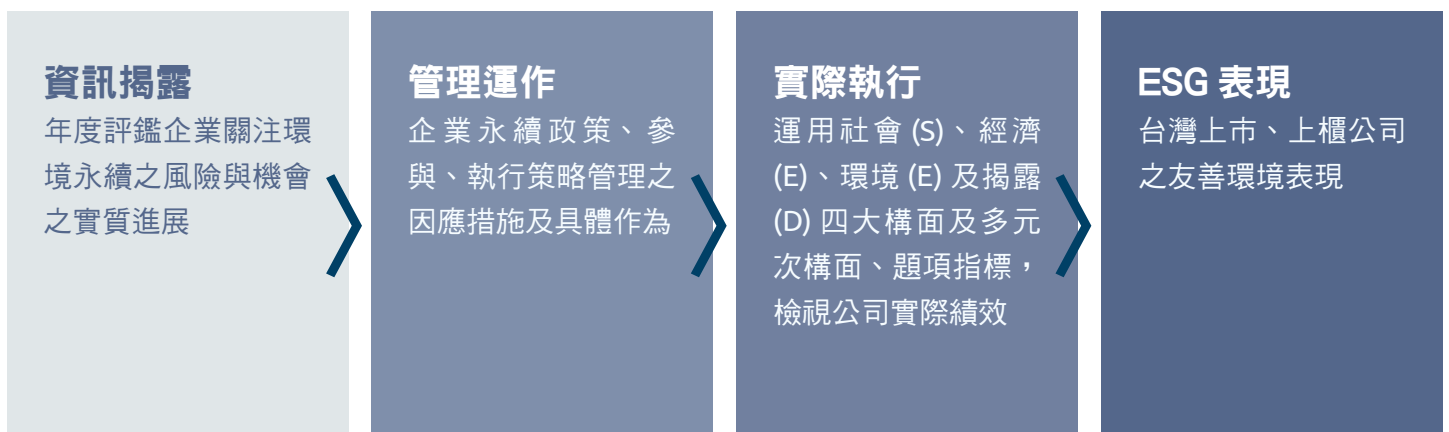 資訊揭露
年度評鑑企業關注環
境永續之風險與機會
之實質進展
管理運作
企業永續政策、參
與、執行策略管理之
因應措施及具體作為
實際執行
運用社會 (S)、經濟
(E)、環境 (E) 及揭露
(D) 四大構面及多元
次構面、題項指標，
檢視公司實際績效
ESG 表現
台灣上市、上櫃公司
之友善環境表現